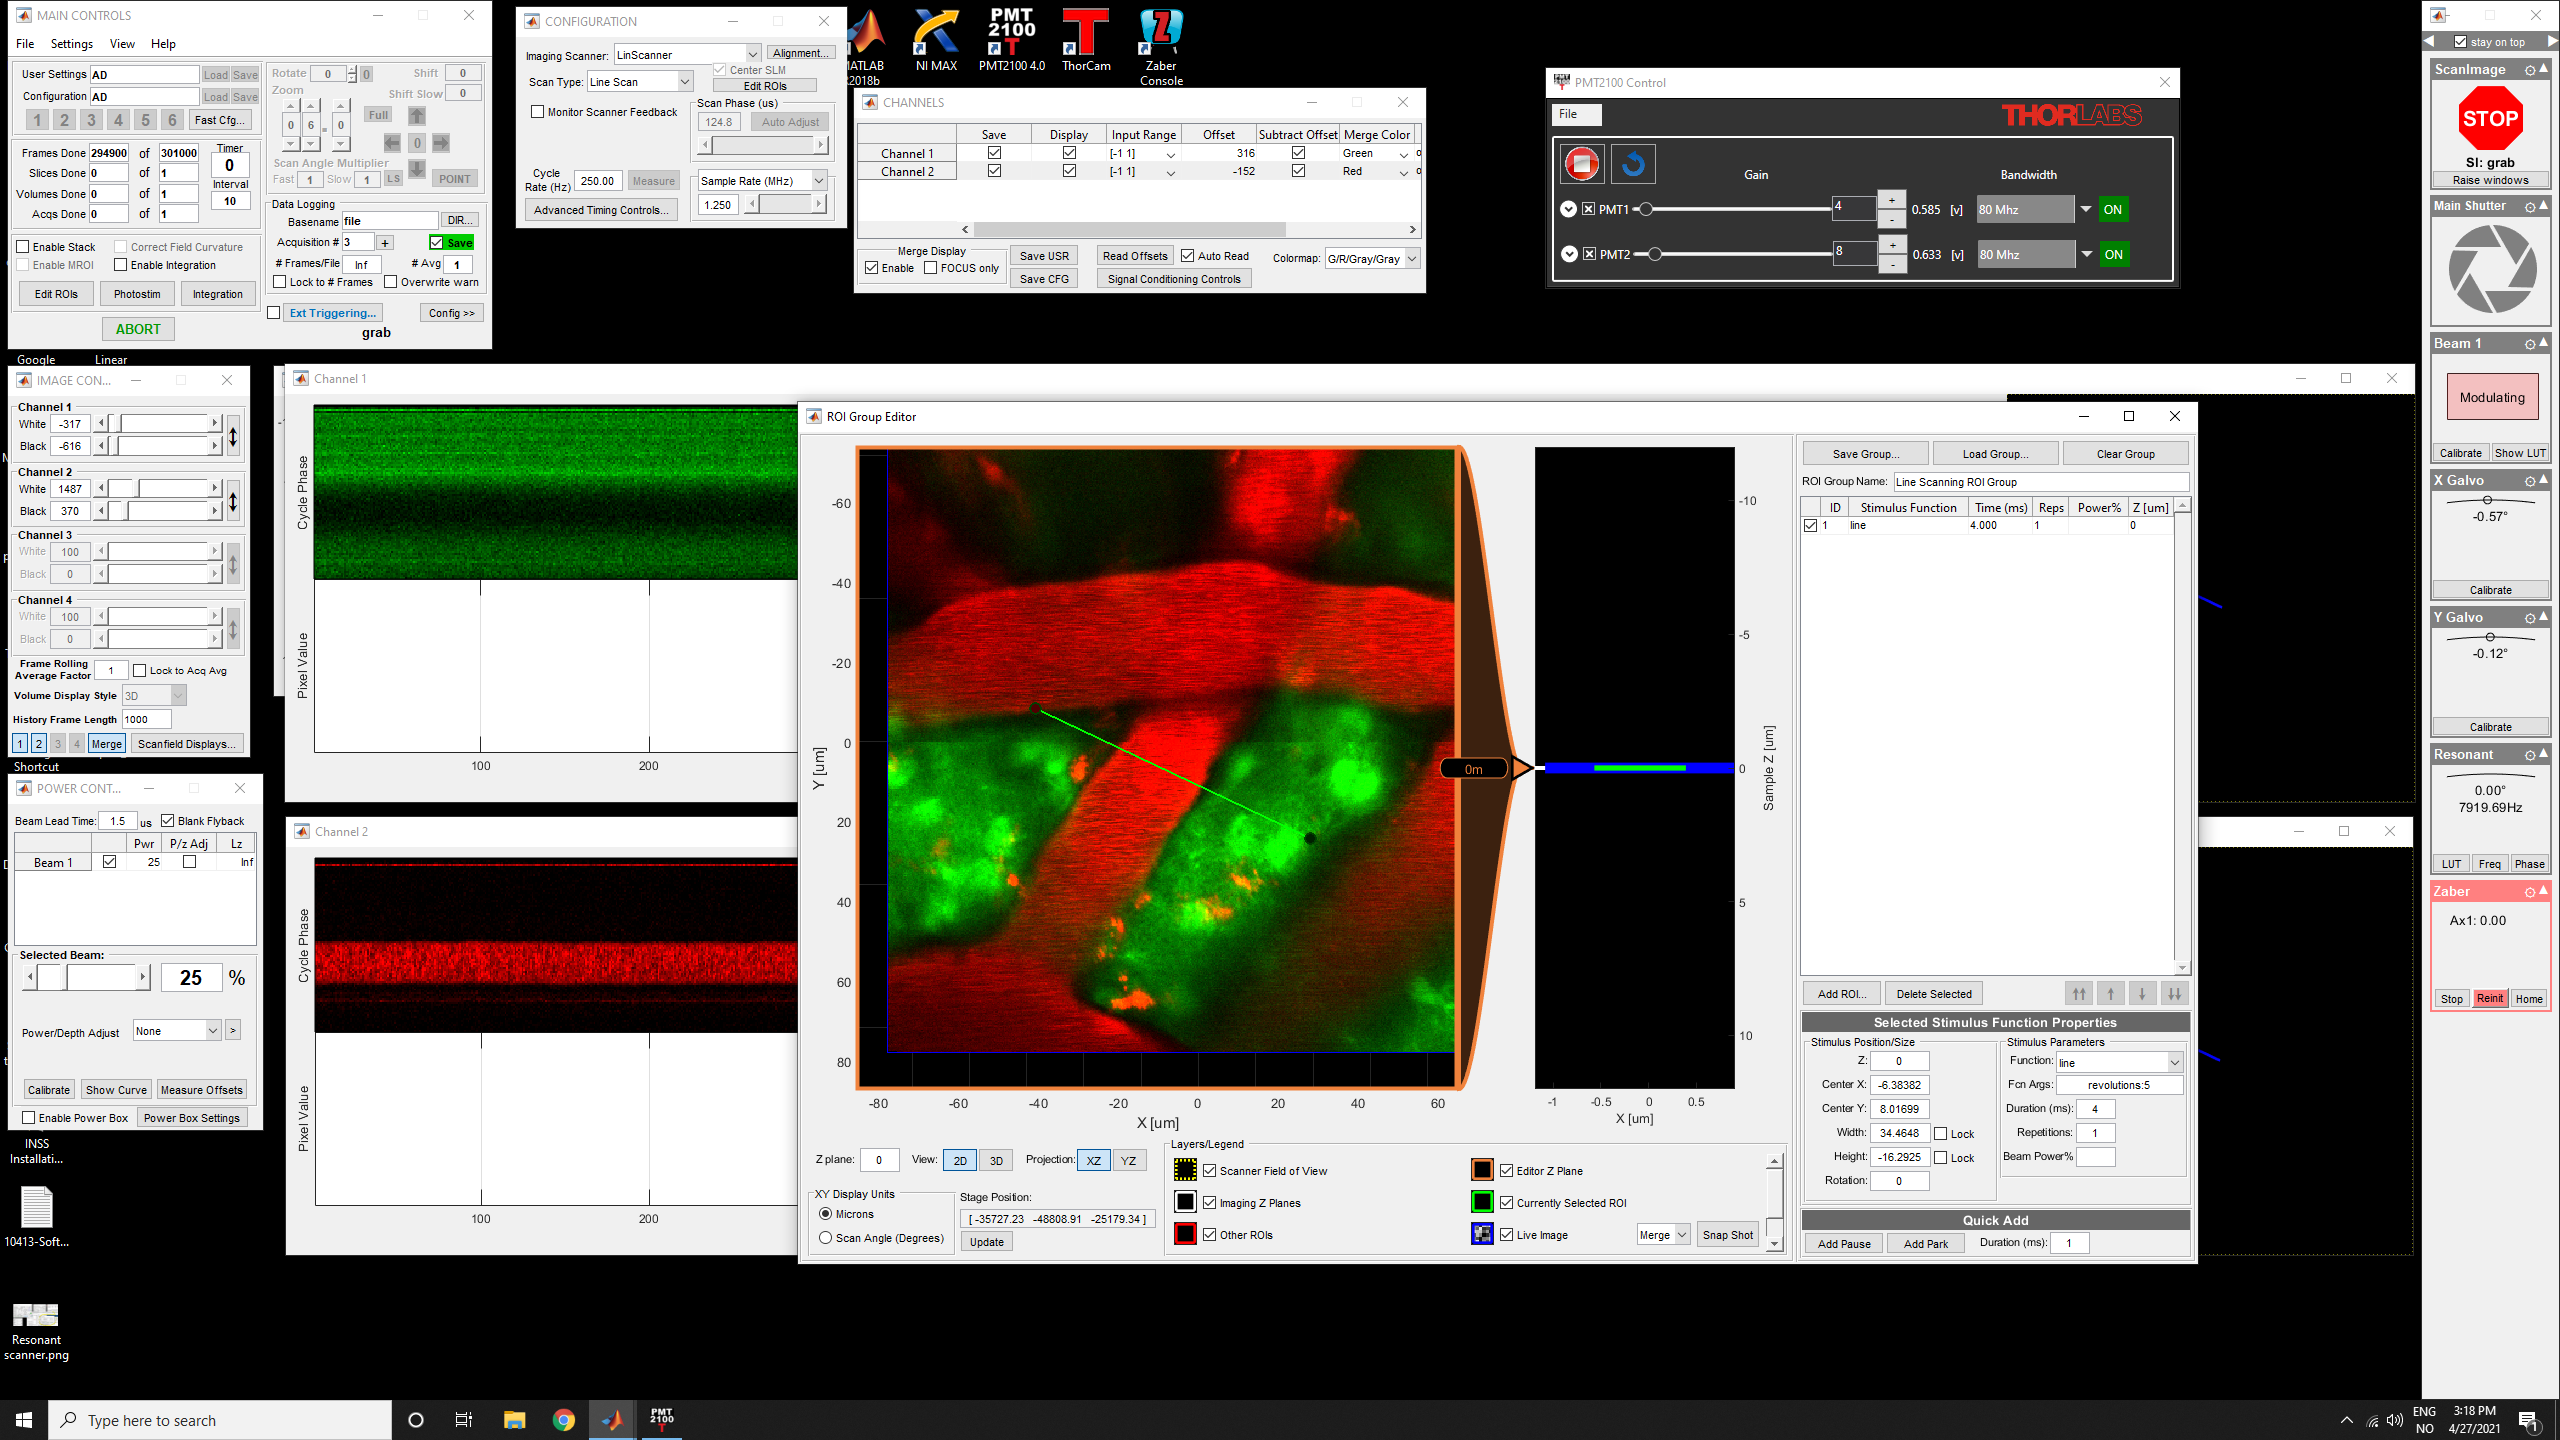 MAIN CONTROLS
File Settings View Help
User Settings AD Load Save
Configuration AD Load Save
1 2 3 4 5 6 Fast Cfg...
Frames Done 294900 of 301000
Slices Done 0 of 1
Volumes Done 0 of 1
Acqs Done 0 of 1
Timer
0
Interval
10
Enable Stack Correct Field Curvature
Enable MROI Enable Integration
Edit ROIs Photostim Integration
ABORT
Rotate 0 0 Shift 0
Zoom Shift Slow 0
Full
0 6 . 0 0
Scan Angle Multiplier
Fast 1 Slow 1 LS POINT
Data Logging
Basename file DIR...
Acquisition # 3 + Save
# Frames/File Inf # Avg 1
Lock to # Frames Overwrite warn
Ext Triggering... Config >>
grab
CONFIGURATION
Imaging Scanner: LinScanner Alignment...
Center SLM
Scan Type: Line Scan Edit ROIs
Monitor Scanner Feedback
Scan Phase (us)
124.8 Auto Adjust
Cycle
Rate (Hz) 250.00 Measure Sample Rate (MHz)
Advanced Timing Controls... 1.250
MATLAB
R2018b
NI MAX
PMT
2100
PMT2100 4.0
ThorCam
Zaber
Console
CHANNELS
Save Display Input Range Offset Subtract Offset Merge Color
Channel 1 [-1 1] 316 Green
Channel 2 [-1 1] -152 Red
Merge Display
Enable FOCUS only
Save USR Read Offsets Auto Read Colormap: G/R/Gray/Gray
Save CFG Signal Conditioning Controls
PMT2100 Control
File THORLABS
Gain Bandwidth
PMT1 4 + - 0.585 [v] 80 Mhz ON
PMT2 8 + - 0.633 [v] 80 Mhz ON
stay on top
ScanImage
STOP
SI: grab
Raise windows
Main Shutter
Beam 1
Modulating
Calibrate Show LUT
X Galvo
-0.57°
Calibrate
Y Galvo
-0.12°
Calibrate
Resonant
0.00°
7919.69Hz
LUT Freq Phase
Zaber
Ax1: 0.00
Stop Reinit Home
Google
Linear
IMAGE CON...
Channel 1
White -317
Black -616
Channel 2
White 1487
Black 370
Channel 3
White 100
Black 0
Channel 4
White 100
Black 0
Frame Rolling
Average Factor 1 Lock to Acq Avg
Volume Display Style 3D
History Frame Length 1000
1 2 3 4 Merge Scanfield Displays...
Shortcut
POWER CONT...
Beam Lead Time: 1.5 us Blank Flyback
Pwr P/z Adj Lz
Beam 1 25 Inf
Selected Beam:
25 %
Power/Depth Adjust None >
Calibrate Show Curve Measure Offsets
Enable Power Box Power Box Settings
INSS
Installati...
10413-Soft...
Resonant
scanner.png
Channel 1
Cycle Phase
Pixel Value
100 200
Channel 2
Cycle Phase
Pixel Value
100 200
ROI Group Editor
-60
-40
-20
0
20
40
60
80
Y [um]
-80 -60 -40 -20 0 20 40 60
X [um]
0m
-10
-5
0
5
10
Sample Z [um]
-1 -0.5 0 0.5
X [um]
Z plane: 0 View: 2D 3D Projection: XZ YZ
XY Display Units
Microns
Scan Angle (Degrees)
Stage Position:
[ -35727.23 -48808.91 -25179.34 ]
Update
Layers/Legend
Scanner Field of View Editor Z Plane
Imaging Z Planes Currently Selected ROI
Other ROIs Live Image Merge Snap Shot
Save Group... Load Group... Clear Group
ROI Group Name: Line Scanning ROI Group
ID Stimulus Function Time (ms) Reps Power% Z [um]
1 line 4.000 1 0
Add ROI... Delete Selected
Selected Stimulus Function Properties
Stimulus Position/Size
Z: 0
Center X: -6.38382
Center Y: 8.01699
Width: 34.4648 Lock
Height: -16.2925 Lock
Rotation: 0
Stimulus Parameters
Function: line
Fcn Args: revolutions:5
Duration (ms): 4
Repetitions: 1
Beam Power%
Quick Add
Add Pause Add Park Duration (ms): 1
Type here to search
PMT
2100
ENG
NO
3:18 PM
4/27/2021
1